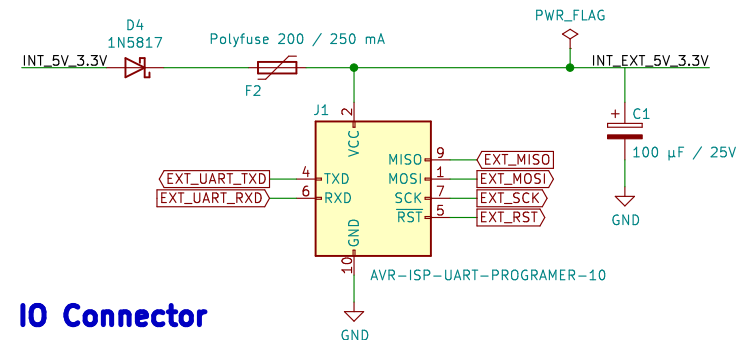 PWR_FLAG
D4
1N5817
Polyfuse 200 / 250 mA
INT_5V_3.3V
INT_EXT_5V_3.3V
F2
J1
2
VCC
+
C1
100 µF / 25V
GND
MISO
9
EXT_MISO
EXT_UART_TXD
4
TXD
MOSI
1
EXT_MOSI
EXT_UART_RXD
6
RXD
SCK
7
EXT_SCK
RST
5
EXT_RST
GND
10
AVR-ISP-UART-PROGRAMER-10
IO Connector
GND